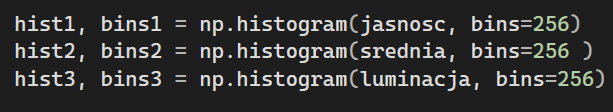 hist1, bins1 = np.histogram(jasnosc, bins=256)
hist2, bins2 = np.histogram(srednia, bins=256 )
hist3, bins3 = np.histogram(luminacja, bins=256)